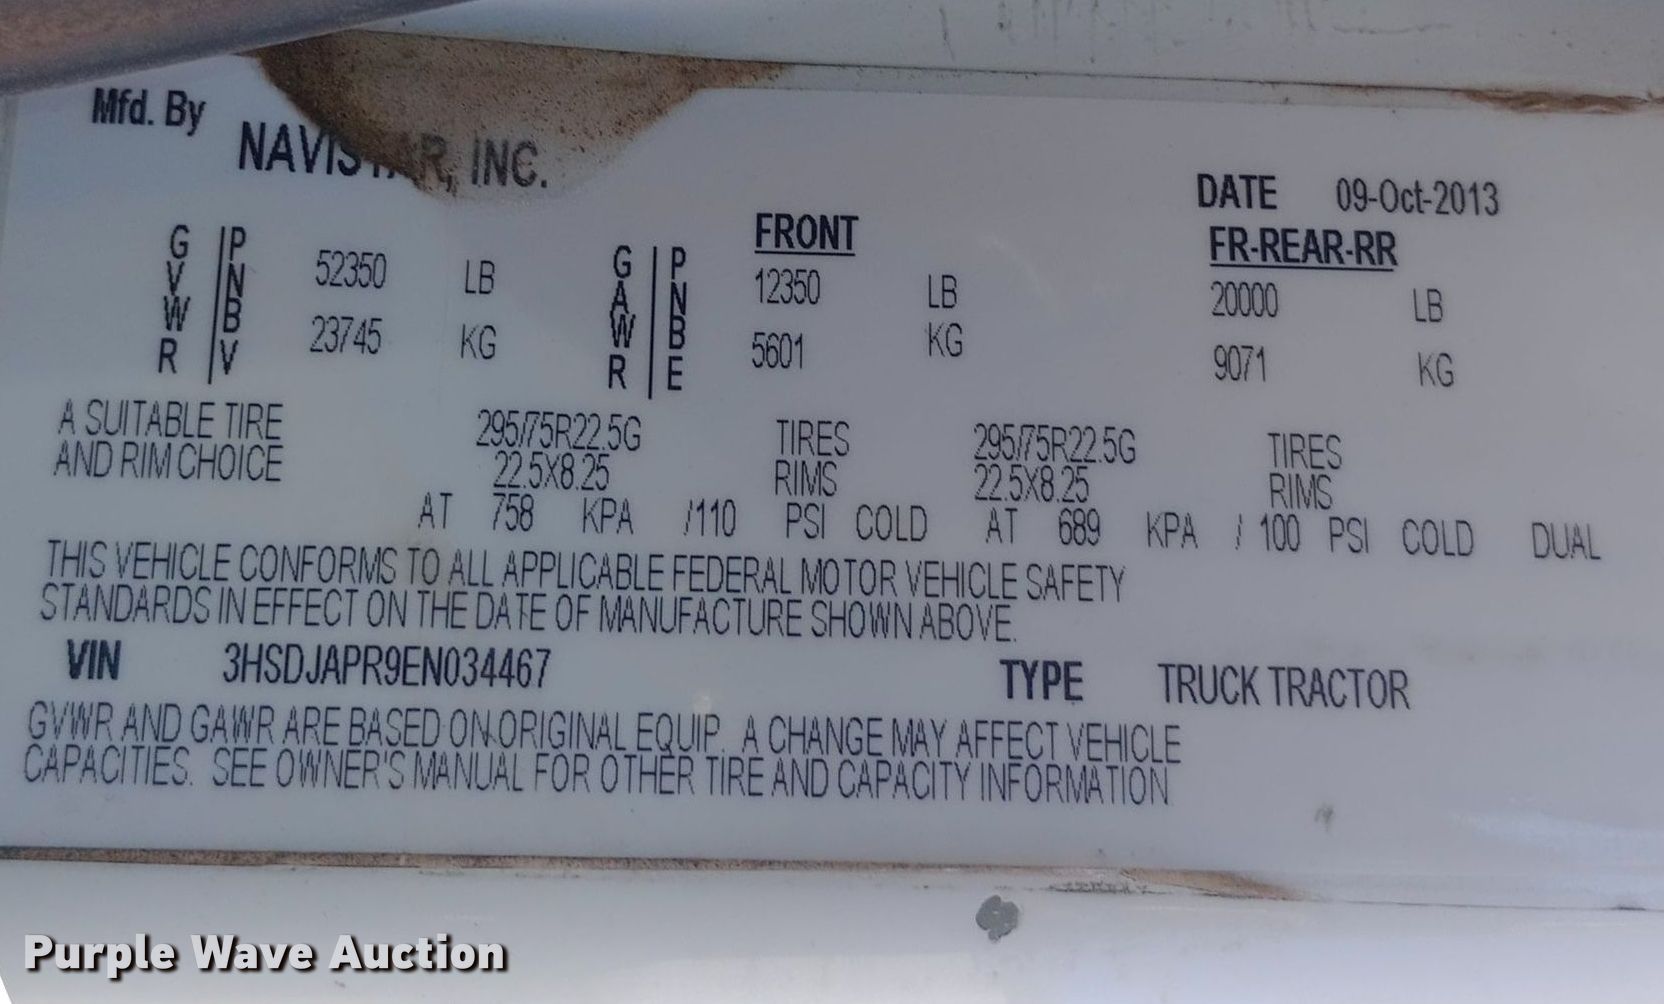 Mfd. By
NAVISTAR, INC.
DATE 09-Oct-2013
FRONT FR-REAR-RR
GVWR PNBV 52350 LB GAWR PNBE 12350 LB 20000 LB
23745 KG 5601 KG 9071 KG
A SUITABLE TIRE 295/75R22.5G TIRES 295/75R22.5G TIRES
AND RIM CHOICE 22.5X8.25 RIMS 22.5X8.25 RIMS
AT 758 KPA /110 PSI COLD AT 689 KPA / 100 PSI COLD DUAL
THIS VEHICLE CONFORMS TO ALL APPLICABLE FEDERAL MOTOR VEHICLE SAFETY
STANDARDS IN EFFECT ON THE DATE OF MANUFACTURE SHOWN ABOVE.
VIN 3HSDJAPR9EN034467 TYPE TRUCK TRACTOR
GVWR AND GAWR ARE BASED ON ORIGINAL EQUIP. A CHANGE MAY AFFECT VEHICLE
CAPACITIES. SEE OWNER'S MANUAL FOR OTHER TIRE AND CAPACITY INFORMATION
Purple Wave Auction